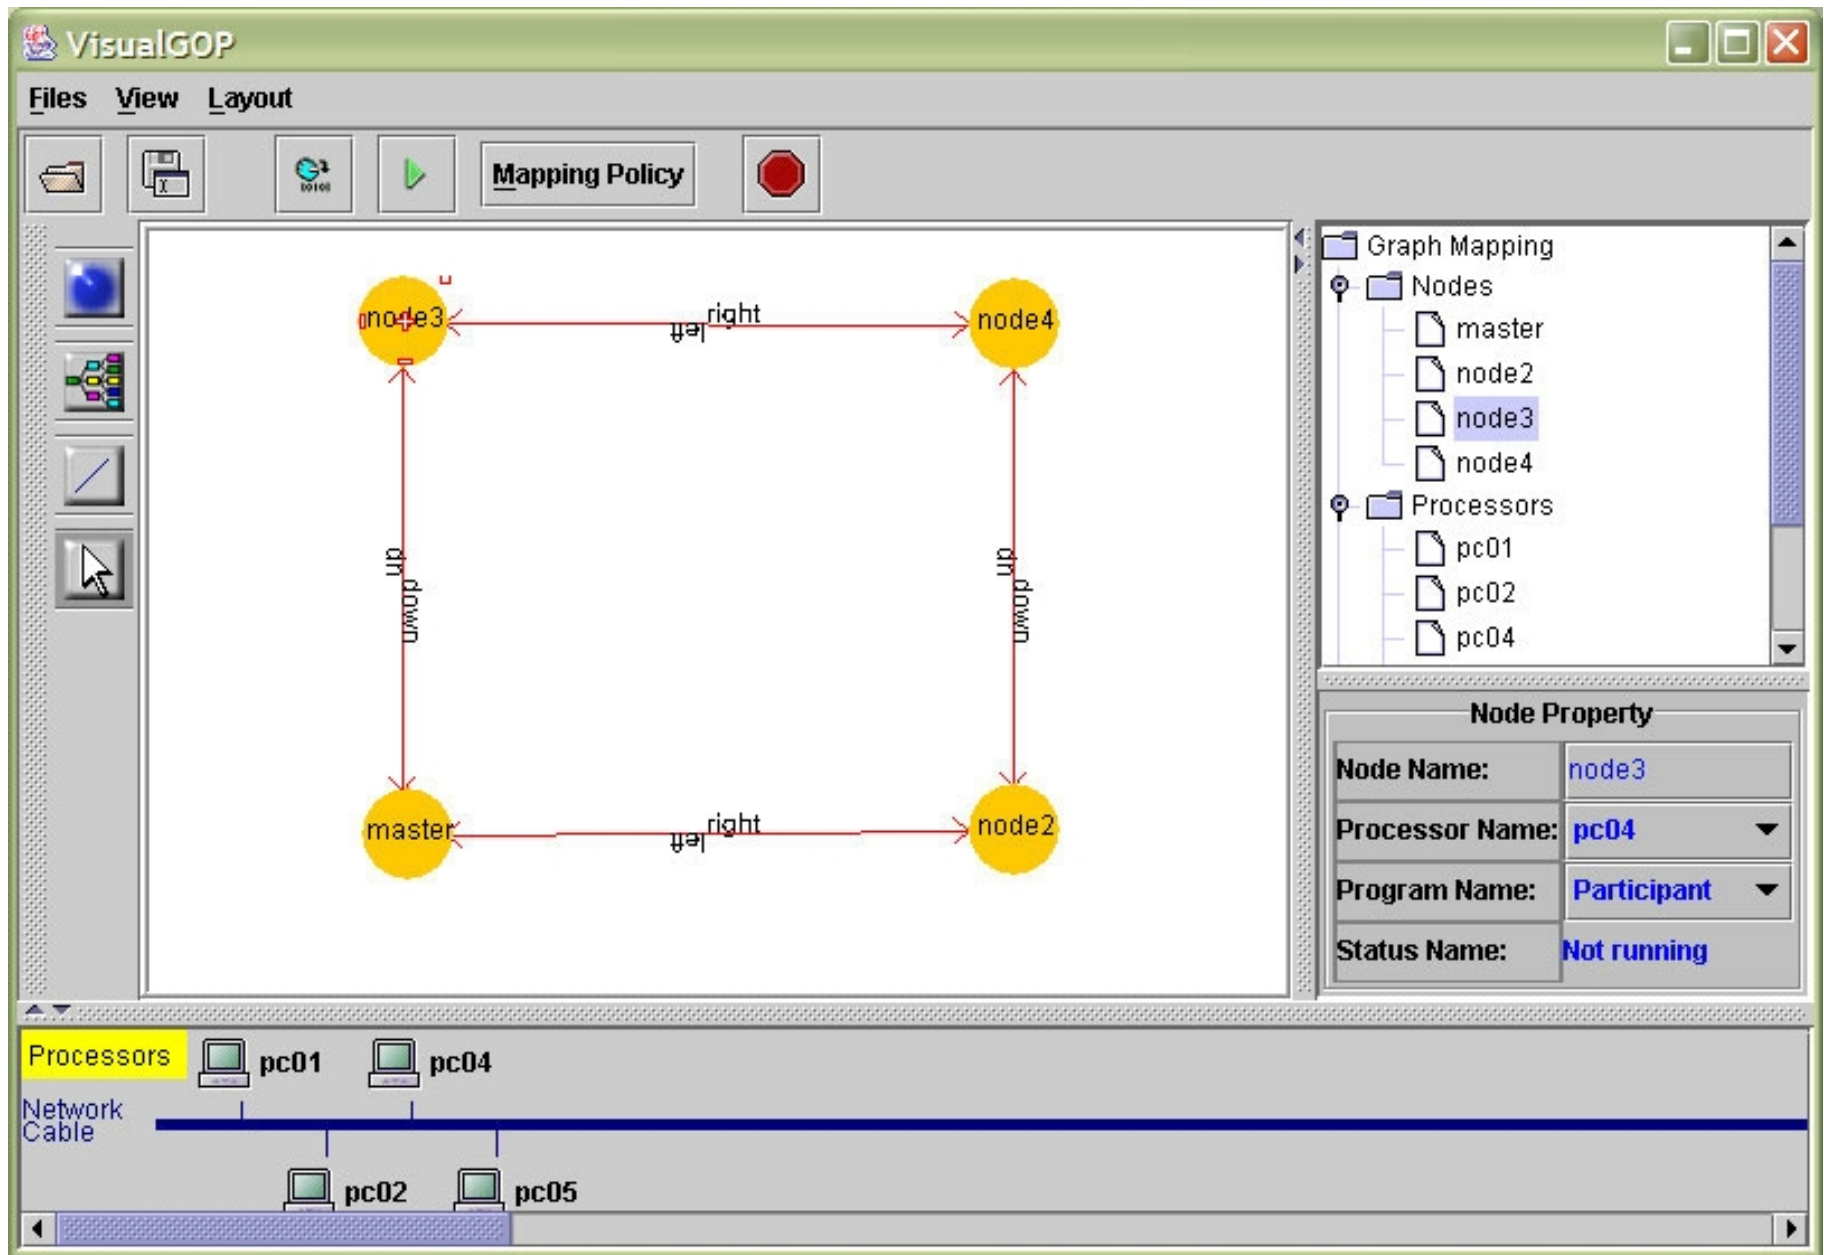 VisualGOP
Files View Layout
Mapping Policy
node3
right
left
node4
up
down
up
down
master
right
left
node2
Graph Mapping
Nodes
master
node2
node3
node4
Processors
pc01
pc02
pc04
Node Property
Node Name: node3
Processor Name: pc04
Program Name: Participant
Status Name: Not running
Processors
pc01 pc04
Network
Cable
pc02 pc05